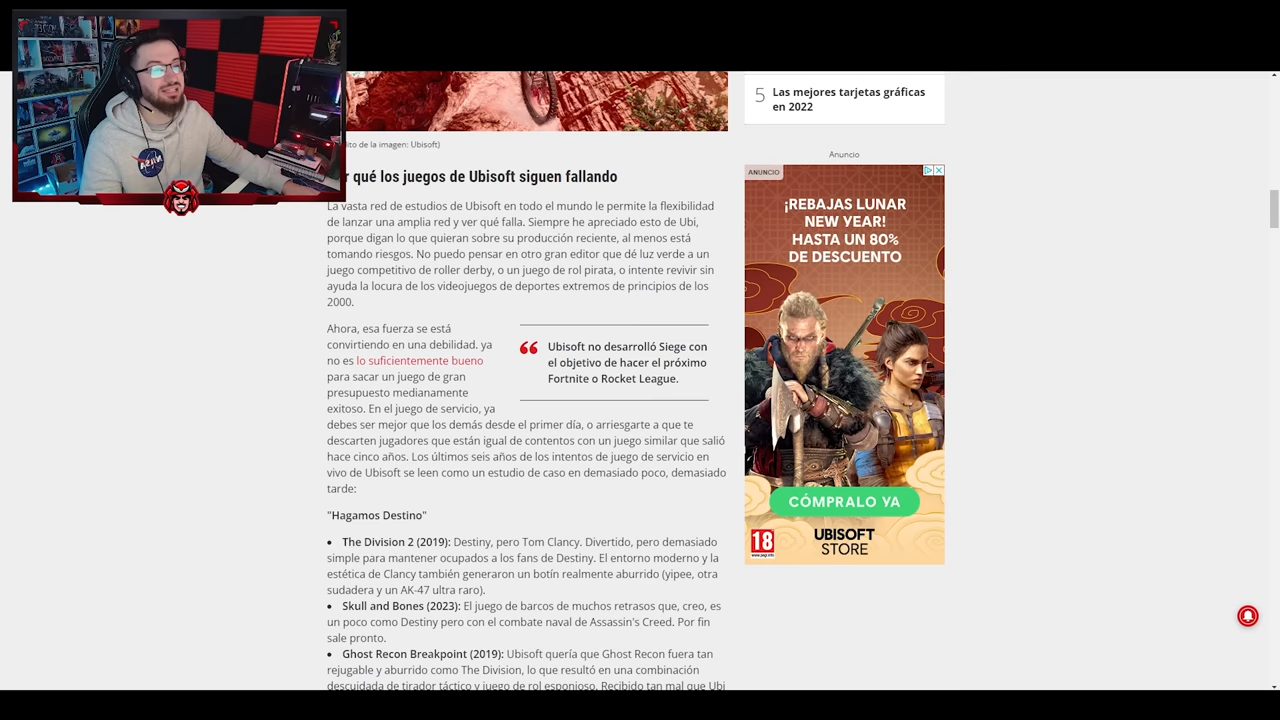 NASA
ito de la imagen: Ubisoft)
r qué los juegos de Ubisoft siguen fallando
La vasta red de estudios de Ubisoft en todo el mundo le permite la flexibilidad
de lanzar una amplia red y ver qué falla. Siempre he apreciado esto de Ubi,
porque digan lo que quieran sobre su producción reciente, al menos está
tomando riesgos. No puedo pensar en otro gran editor que dé luz verde a un
juego competitivo de roller derby, o un juego de rol pirata, o intente revivir sin
ayuda la locura de los videojuegos de deportes extremos de principios de los
2000.
Ahora, esa fuerza se está
convirtiendo en una debilidad. ya
no es lo suficientemente bueno
para sacar un juego de gran
presupuesto medianamente
exitoso. En el juego de servicio, ya
debes ser mejor que los demás desde el primer día, o arriesgarte a que te
descarten jugadores que están igual de contentos con un juego similar que salió
hace cinco años. Los últimos seis años de los intentos de juego de servicio en
vivo de Ubisoft se leen como un estudio de caso en demasiado poco, demasiado
tarde:
Ubisoft no desarrolló Siege con
el objetivo de hacer el próximo
Fortnite o Rocket League.
"Hagamos Destino"
• The Division 2 (2019): Destiny, pero Tom Clancy. Divertido, pero demasiado
simple para mantener ocupados a los fans de Destiny. El entorno moderno y la
estética de Clancy también generaron un botín realmente aburrido (yipee, otra
sudadera y un AK-47 ultra raro).
• Skull and Bones (2023): El juego de barcos de muchos retrasos que, creo, es
un poco como Destiny pero con el combate naval de Assassin's Creed. Por fin
sale pronto.
• Ghost Recon Breakpoint (2019): Ubisoft quería que Ghost Recon fuera tan
rejugable y aburrido como The Division, lo que resultó en una combinación
descuidada de tirador táctico y juego de rol esponjoso. Recibido tan mal que Ubi
5 Las mejores tarjetas gráficas
en 2022
Anuncio
ANUNCIO
¡REBAJAS LUNAR
NEW YEAR!
HASTA UN 80%
DE DESCUENTO
CÓMPRALO YA
18
UBISOFT
STORE